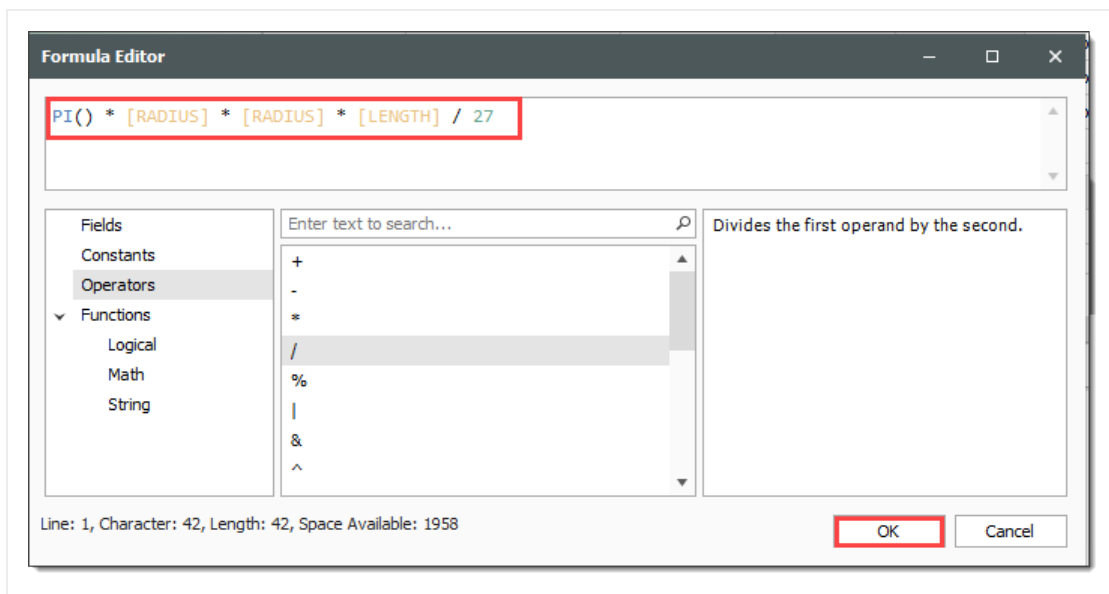 Formula Editor
PI() * [RADIUS] * [RADIUS] * [LENGTH] / 27
Fields
Constants
Operators
Functions
Logical
Math
String
Enter text to search...
+
-
*
/
%
|
&
^
Divides the first operand by the second.
Line: 1, Character: 42, Length: 42, Space Available: 1958
OK
Cancel